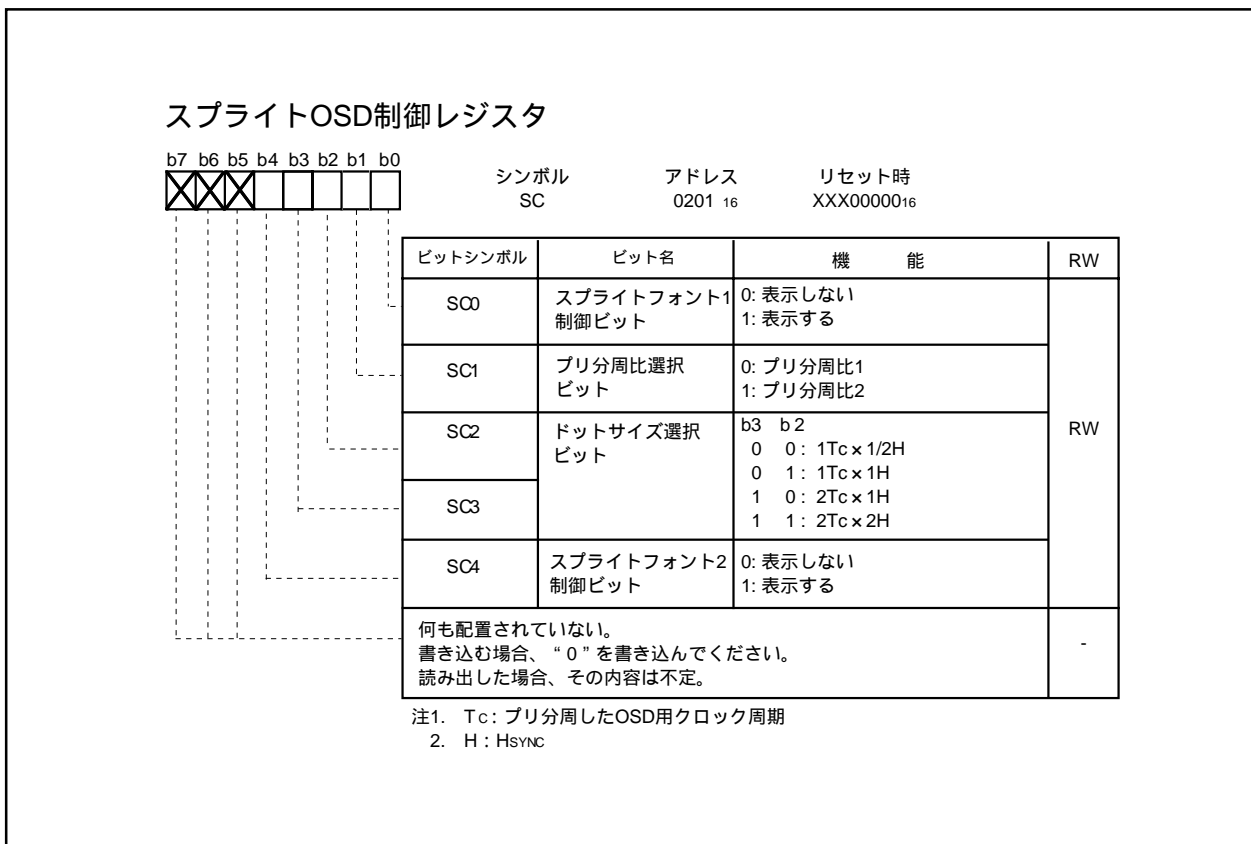 スプライトOSD制御レジスタ
b7 b6 b5 b4 b3 b2 b1 b0
シンボル アドレス リセット時
SC 0201 16 XXX0000016
ビットシンボル ビット名 機 能 RW
SC0 スプライトフォント1 0: 表示しない
制御ビット 1: 表示する
SC1 プリ分周比選択 0: プリ分周比1
ビット 1: プリ分周比2
SC2 ドットサイズ選択 b3 b2 RW
ビット 0 0 : 1Tc×1/2H
0 1 : 1Tc×1H
SC3 1 0 : 2Tc×1H
1 1 : 2Tc×2H
SC4 スプライトフォント2 0: 表示しない
制御ビット 1: 表示する
何も配置されていない。
書き込む場合、“0”を書き込んでください。 -
読み出した場合、その内容は不定。
注1. Tc : プリ分周したOSD用クロック周期
2. H : HSYNC